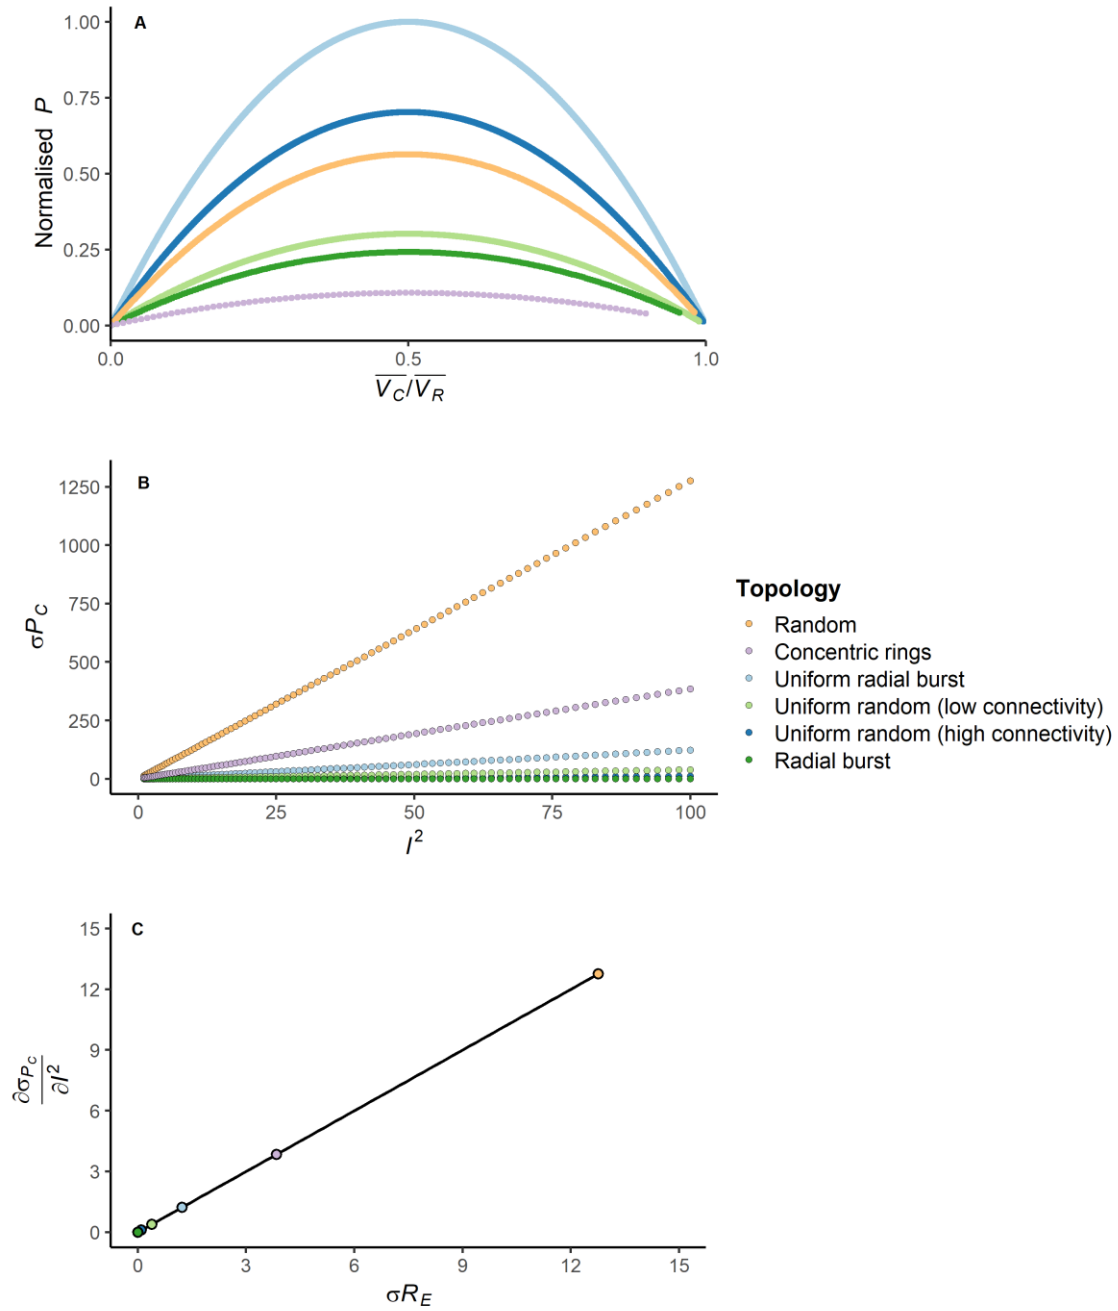 A
1.00
0.75
0.50
0.25
0.00
Normalised P
0.0 0.5 1.0
V_C/V_R
B
1250
1000
750
500
250
0
σP_C
0 25 50 75 100
I²
Topology
Random
Concentric rings
Uniform radial burst
Uniform random (low connectivity)
Uniform random (high connectivity)
Radial burst
C
15
12
9
6
3
0
∂σ_P_C
∂I²
0 3 6 9 12 15
σR_E